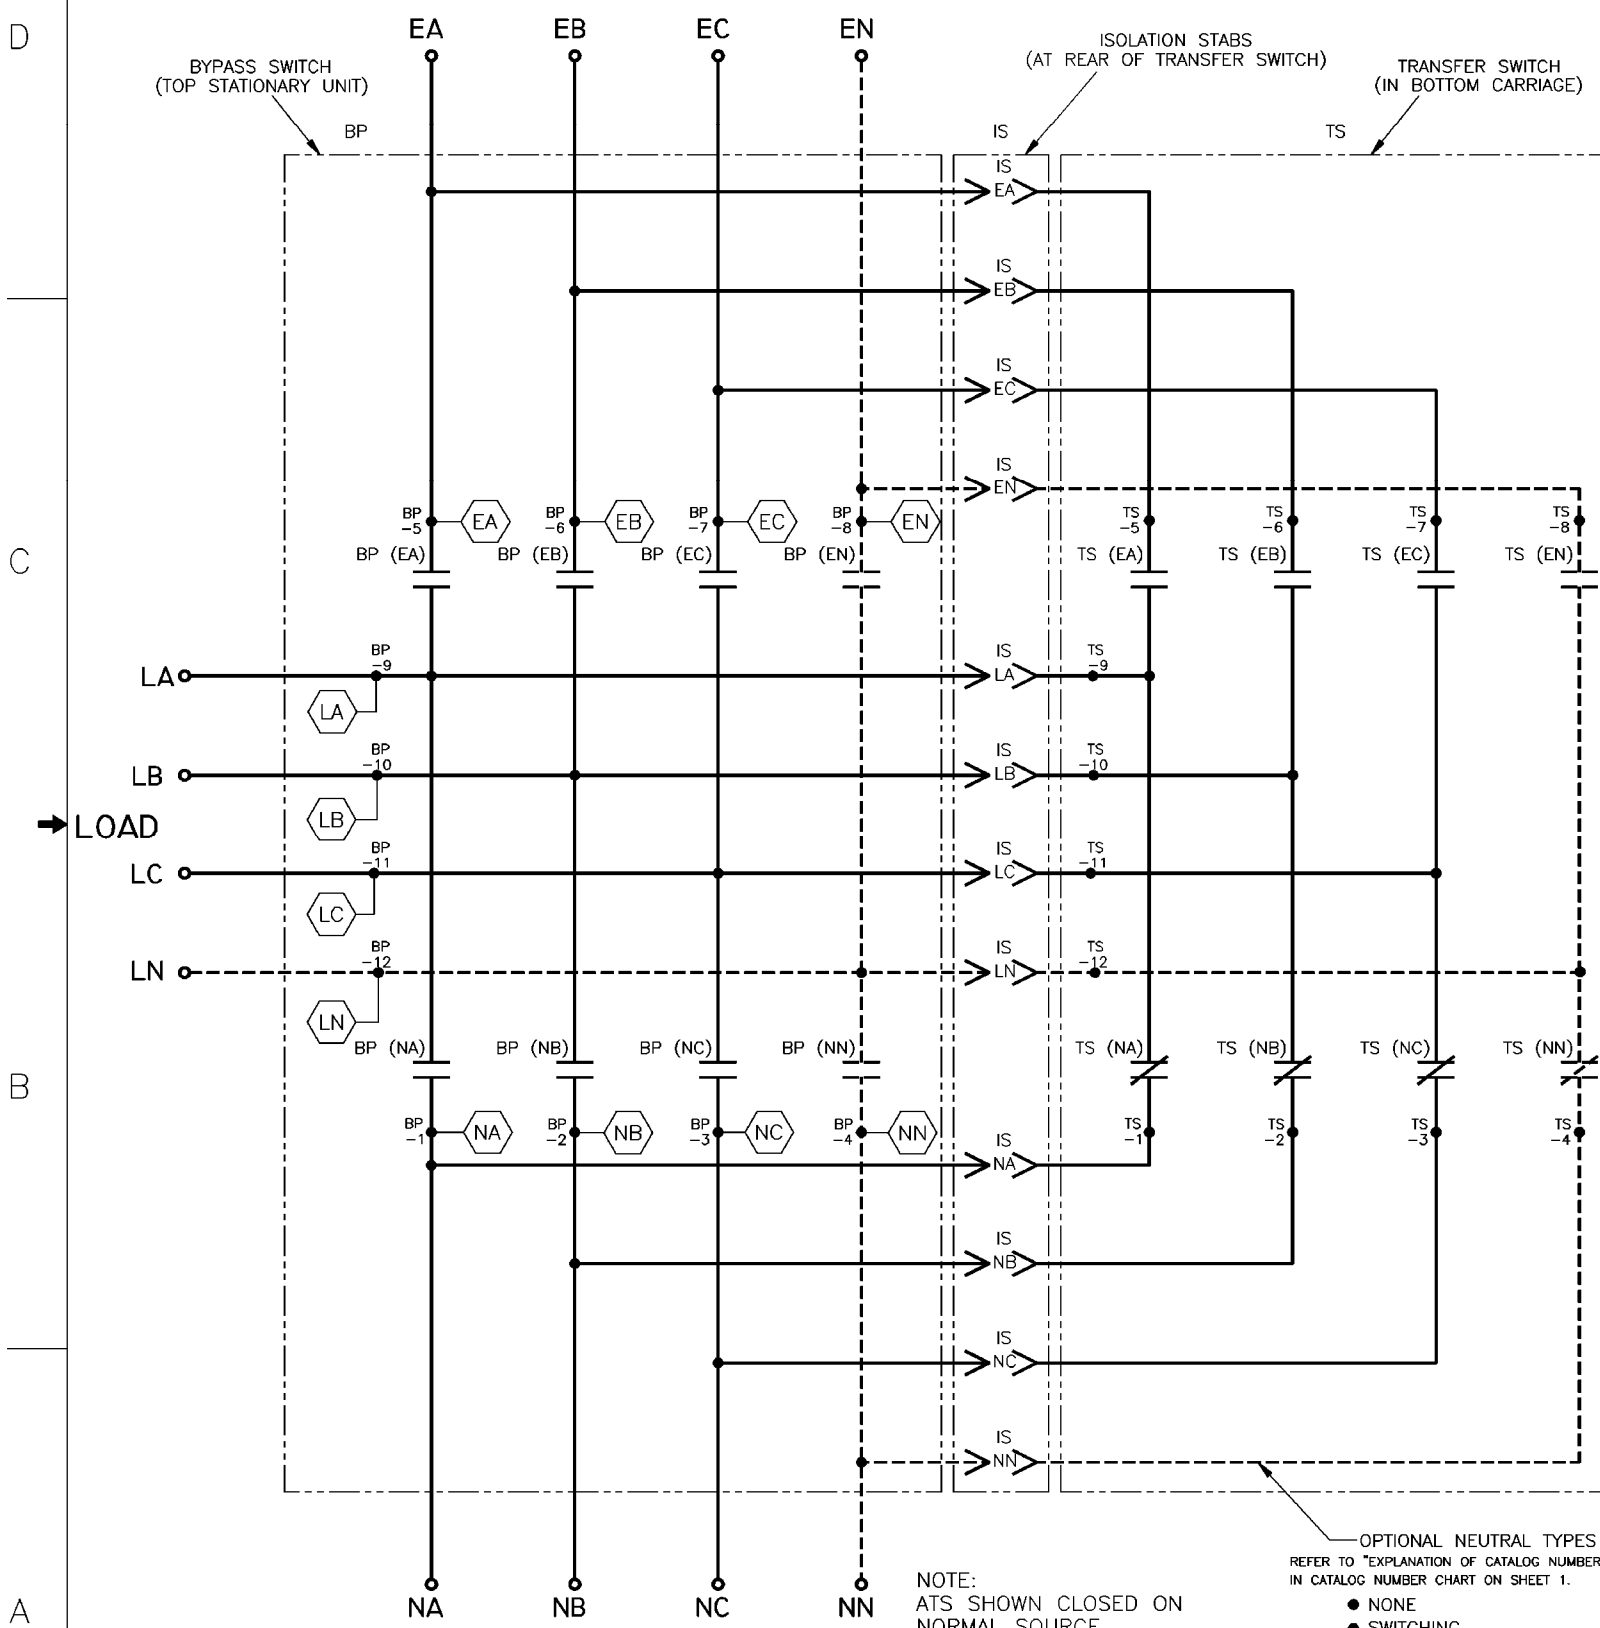 D
EA EB EC EN
BYPASS SWITCH
(TOP STATIONARY UNIT)
ISOLATION STABS
(AT REAR OF TRANSFER SWITCH)
TRANSFER SWITCH
(IN BOTTOM CARRIAGE)
BP IS TS
IS
EA
IS
EB
IS
EC
IS
EN
BP BP BP BP TS TS TS TS
-5 EA -6 EB -7 EC -8 EN -5 -6 -7 -8
C
BP (EA) BP (EB) BP (EC) BP (EN) TS (EA) TS (EB) TS (EC) TS (EN)
BP IS TS
-9 -9
LA LA
LA
BP IS TS
-10 -10
LB LB
LB
LOAD
BP IS TS
-11 -11
LC LC
LC
BP IS TS
-12 -12
LN LN
LN
BP (NA) BP (NB) BP (NC) BP (NN) TS (NA) TS (NB) TS (NC) TS (NN)
B
BP BP BP BP TS TS TS TS
-1 NA -2 NB -3 NC -4 NN -1 -2 -3 -4
IS
NA
IS
NB
IS
NC
IS
NN
OPTIONAL NEUTRAL TYPES
REFER TO "EXPLANATION OF CATALOG NUMBER
IN CATALOG NUMBER CHART ON SHEET 1.
● NONE
● SWITCHING
NOTE:
ATS SHOWN CLOSED ON
NORMAL SOURCE
A
NA NB NC NN